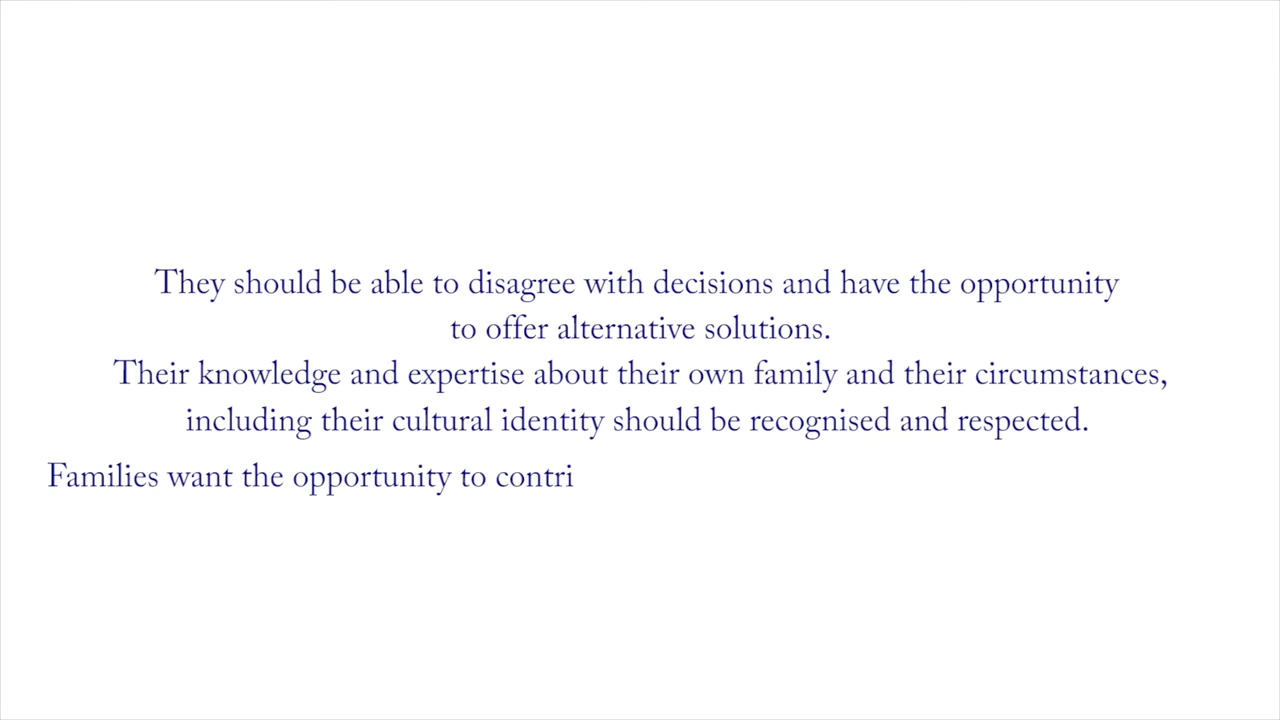 They should be able to disagree with decisions and have the opportunity
to offer alternative solutions.
Their knowledge and expertise about their own family and their circumstances,
including their cultural identity should be recognised and respected.
Families want the opportunity to contri